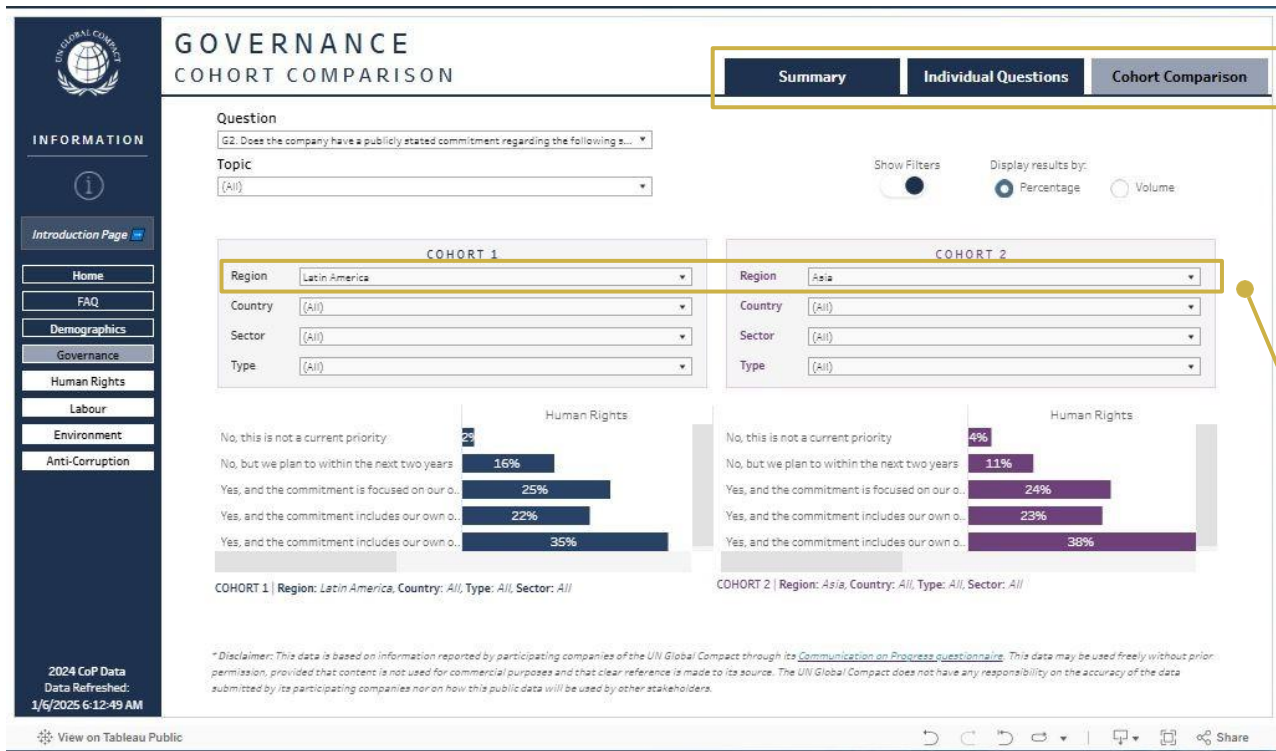 UN GLOBAL COMPACT
GOVERNANCE
COHORT COMPARISON
Summary
Individual Questions
Cohort Comparison
INFORMATION
Introduction Page
Home
FAQ
Demographics
Governance
Human Rights
Labour
Environment
Anti-Corruption
2024 CoP Data
Data Refreshed:
1/6/2025 6:12:49 AM
Question
G2. Does the company have a publicly stated commitment regarding the following s...
Topic
(All)
Show Filters
Display results by:
Percentage
Volume
COHORT 1
Region Latin America
Country (All)
Sector (All)
Type (All)
COHORT 2
Region Asia
Country (All)
Sector (All)
Type (All)
Human Rights
No, this is not a current priority 2%
No, but we plan to within the next two years 16%
Yes, and the commitment is focused on our o.. 25%
Yes, and the commitment includes our own o.. 22%
Yes, and the commitment includes our own o.. 35%
COHORT 1 | Region: Latin America, Country: All, Type: All, Sector: All
Human Rights
No, this is not a current priority 4%
No, but we plan to within the next two years 11%
Yes, and the commitment is focused on our o.. 24%
Yes, and the commitment includes our own o.. 23%
Yes, and the commitment includes our own o.. 38%
COHORT 2 | Region: Asia, Country: All, Type: All, Sector: All
* Disclaimer: This data is based on information reported by participating companies of the UN Global Compact through its Communication on Progress questionnaire. This data may be used freely without prior
permission, provided that content is not used for commercial purposes and that clear reference is made to its source. The UN Global Compact does not have any responsibility on the accuracy of the data
submitted by its participating companies nor on how this public data will be used by other stakeholders.
View on Tableau Public
Share